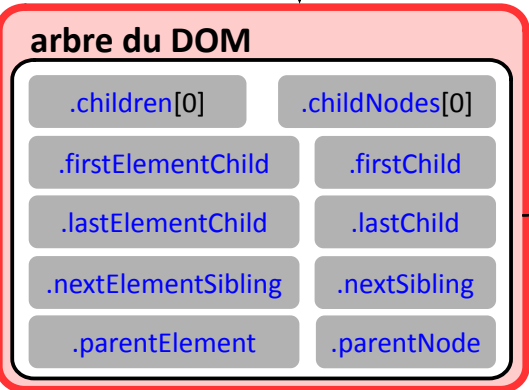 arbre du DOM
.children[0] .childNodes[0]
.firstElementChild .firstChild
.lastElementChild .lastChild
.nextElementSibling .nextSibling
.parentElement .parentNode